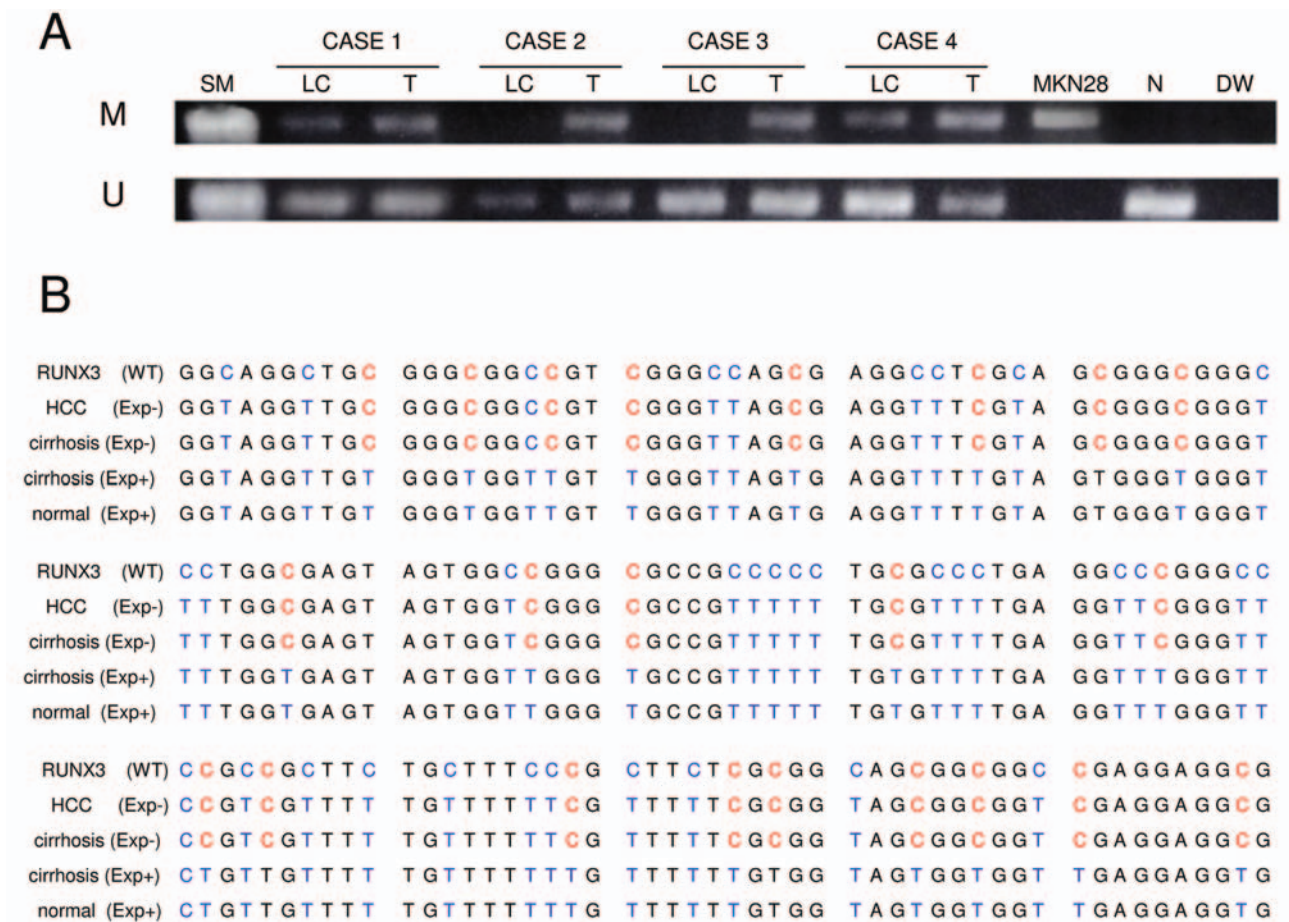 A
CASE 1 CASE 2 CASE 3 CASE 4
SM LC T LC T LC T LC T MKN28 N DW
M
U
B
RUNX3 (WT) GGCAGGCTGC GGGCGGCCGT CGGGCCAGCG AGGCCTCGCA GCGGGCGGGC
HCC (Exp-) GGTAGGTTGC GGGCGGCCGT CGGGTTAGCG AGGTTTCGTA GCGGGCGGGT
cirrhosis (Exp-) GGTAGGTTGC GGGCGGCCGT CGGGTTAGCG AGGTTTCGTA GCGGGCGGGT
cirrhosis (Exp+) GGTAGGTTGT GGGTGGTTGT TGGGTTAGTG AGGTTTTGTA GTGGGTGGGT
normal (Exp+) GGTAGGTTGT GGGTGGTTGT TGGGTTAGTG AGGTTTTGTA GTGGGTGGGT
RUNX3 (WT) CCTGGCGAGT AGTGGCCGGG CGCCGCCCCC TGCGCCCTGA GGCCCGGGCC
HCC (Exp-) TTTGGCGAGT AGTGGTCGGG CGCCGTTTTT TGCGTTTTGA GGTTCGGGTT
cirrhosis (Exp-) TTTGGCGAGT AGTGGTCGGG CGCCGTTTTT TGCGTTTTGA GGTTCGGGTT
cirrhosis (Exp+) TTTGGTGAGT AGTGGTTGGG TGCCGTTTTT TGTGTTTTGA GGTTTGGGTT
normal (Exp+) TTTGGTGAGT AGTGGTTGGG TGCCGTTTTT TGTGTTTTGA GGTTTGGGTT
RUNX3 (WT) CCGCCGCTTC TGCTTTCCCG CTTCTCGCGG CAGCGGCGGC CGAGGAGGCG
HCC (Exp-) CCGTCGTTTT TGTTTTTTCG TTTTTCGCGG TAGCGGCGGT CGAGGAGGCG
cirrhosis (Exp-) CCGTCGTTTT TGTTTTTTCG TTTTTCGCGG TAGCGGCGGT CGAGGAGGCG
cirrhosis (Exp+) CTGTTGTTTT TGTTTTTTTG TTTTTTGTGG TAGTGGTGGT TGAGGAGGTG
normal (Exp+) CTGTTGTTTT TGTTTTTTTG TTTTTTGTGG TAGTGGTGGT TGAGGAGGTG